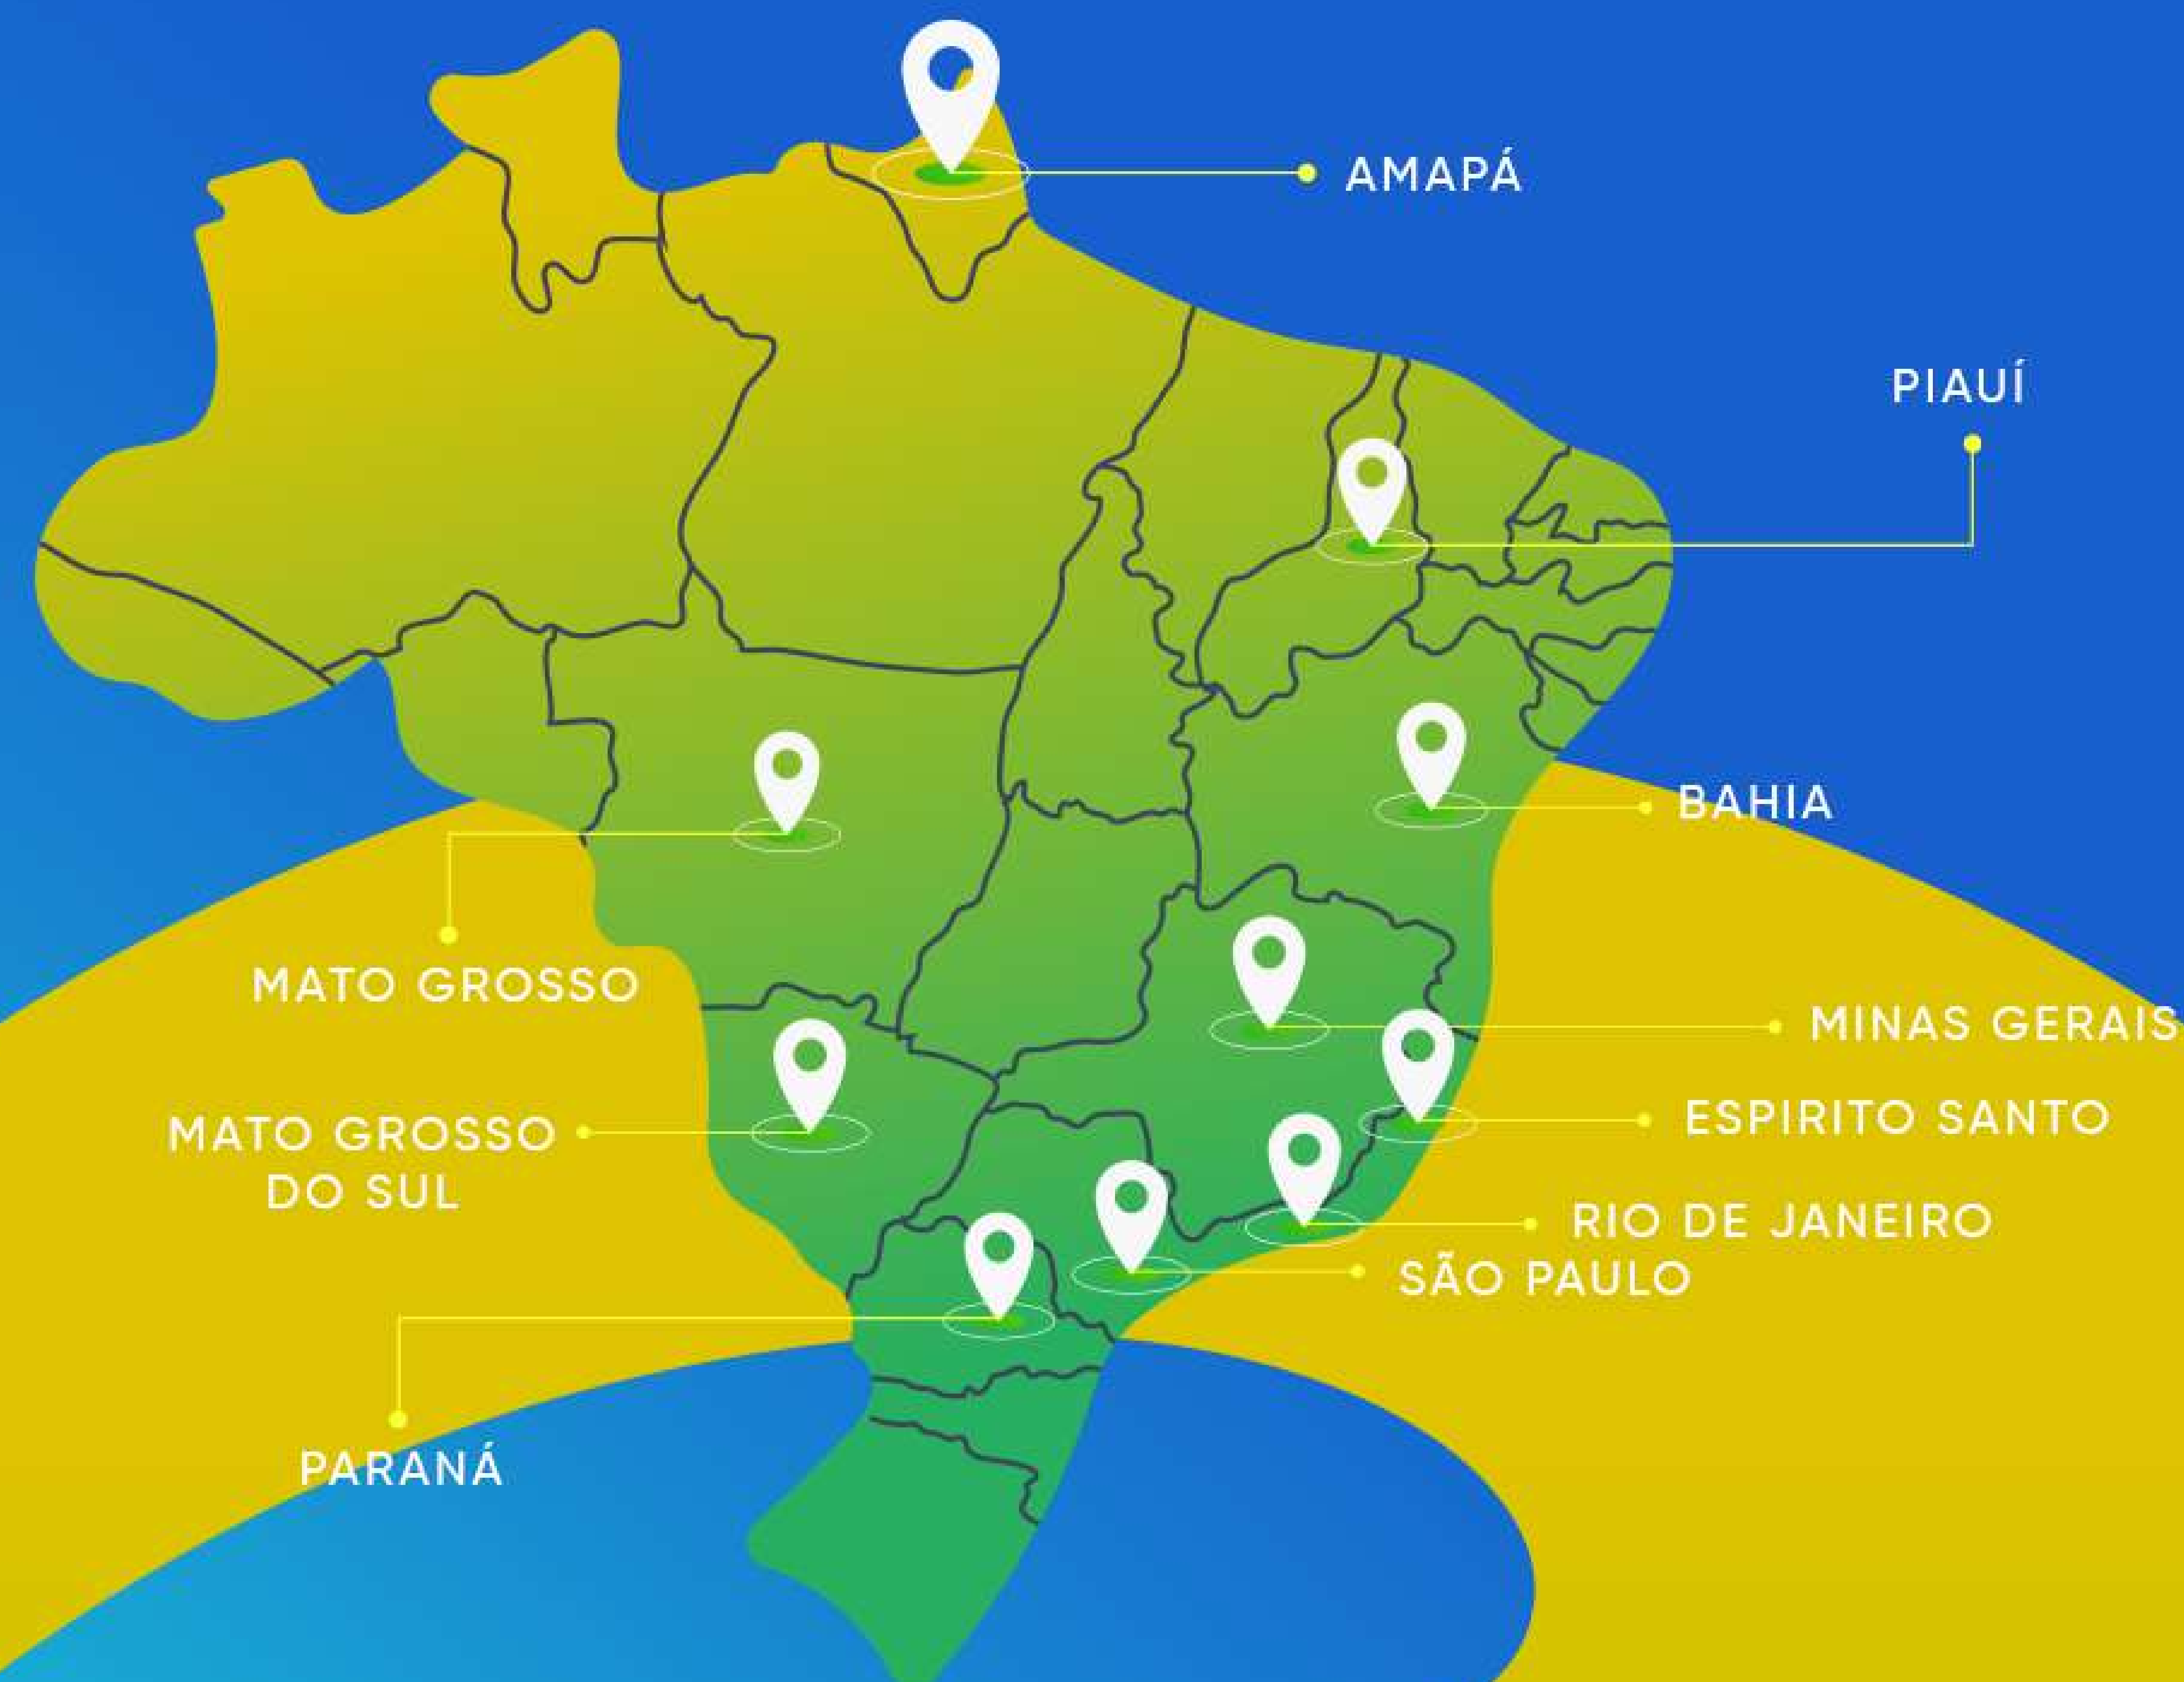 AMAPÁ
PIAUÍ
BAHIA
MATO GROSSO
MINAS GERAIS
MATO GROSSO
DO SUL
ESPIRITO SANTO
RIO DE JANEIRO
SÃO PAULO
PARANÁ